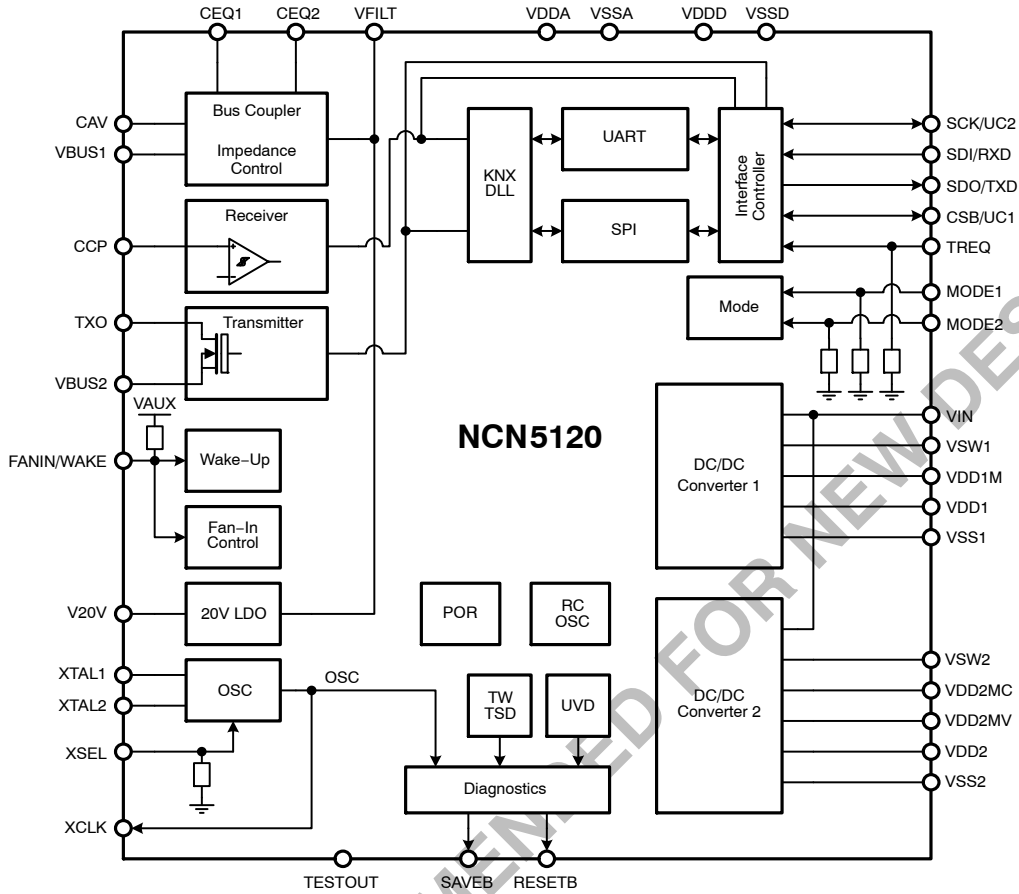 CEQ1 CEQ2 VFILT VDDA VSSA VDDD VSSD
CAV
VBUS1
Bus Coupler
Impedance
Control
CCP
Receiver
TXO
VBUS2
Transmitter
VAUX
FANIN/WAKE
Wake−Up
Fan−In
Control
V20V
20V LDO
XTAL1
XTAL2
OSC
OSC
XSEL
XCLK
KNX
DLL
UART
SPI
Interface
Controller
SCK/UC2
SDI/RXD
SDO/TXD
CSB/UC1
TREQ
Mode
MODE1
MODE2
NCN5120
DC/DC
Converter 1
VIN
VSW1
VDD1M
VDD1
VSS1
POR
RC
OSC
TW
TSD
UVD
Diagnostics
DC/DC
Converter 2
VSW2
VDD2MC
VDD2MV
VDD2
VSS2
TESTOUT SAVEB RESETB
FOR NEW